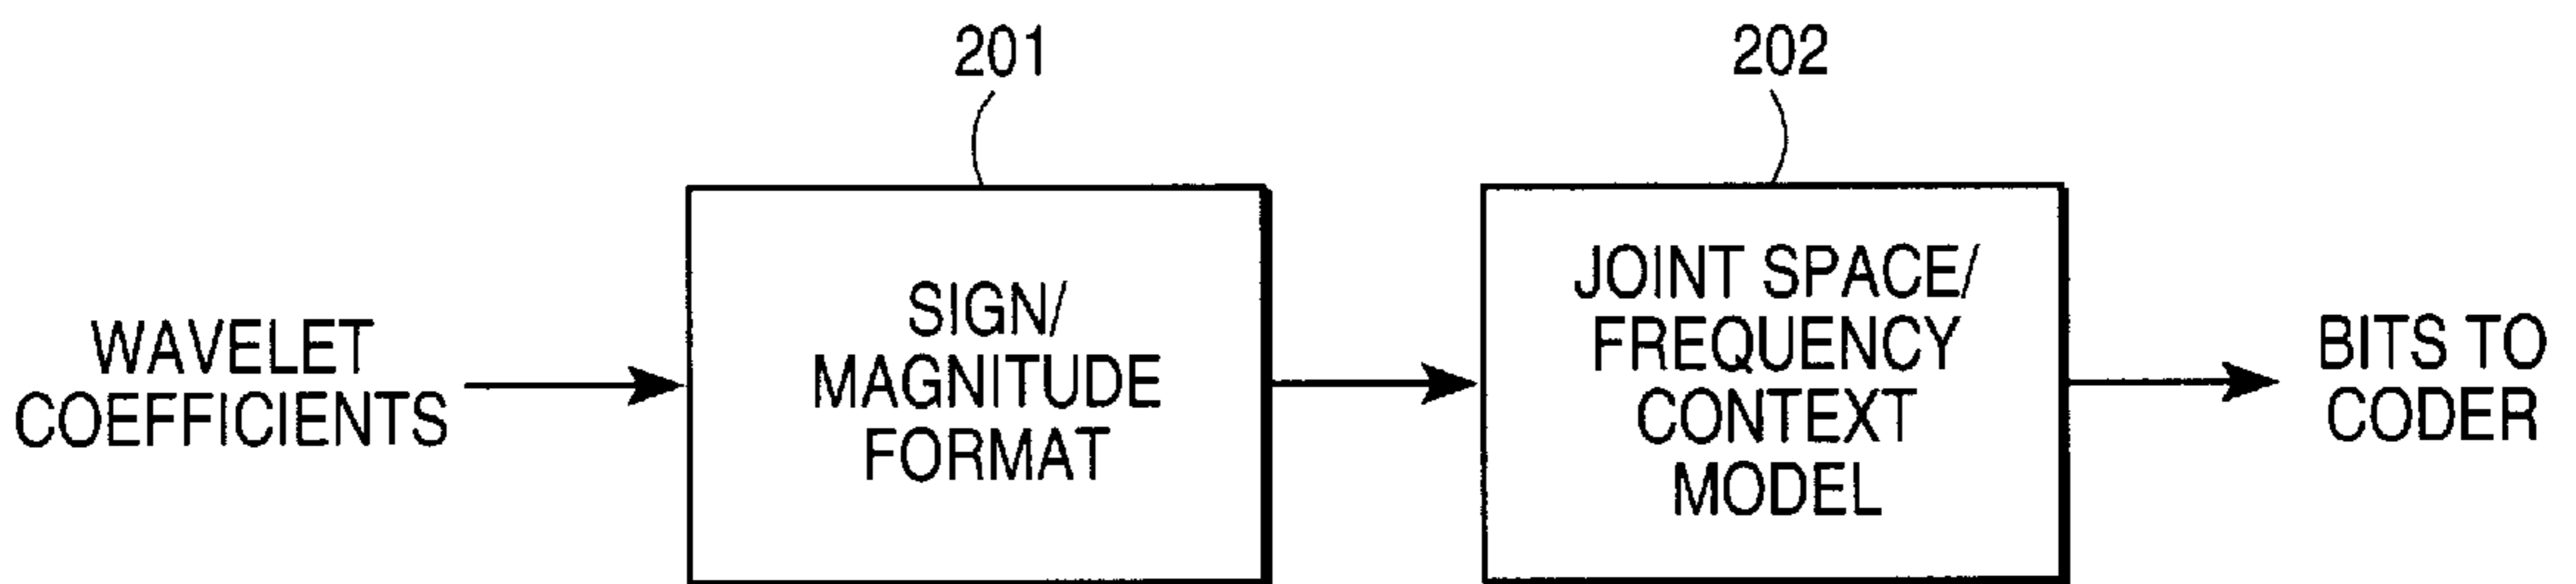 201
202
WAVELET
COEFFICIENTS
SIGN/
MAGNITUDE
FORMAT
JOINT SPACE/
FREQUENCY
CONTEXT
MODEL
BITS TO
CODER